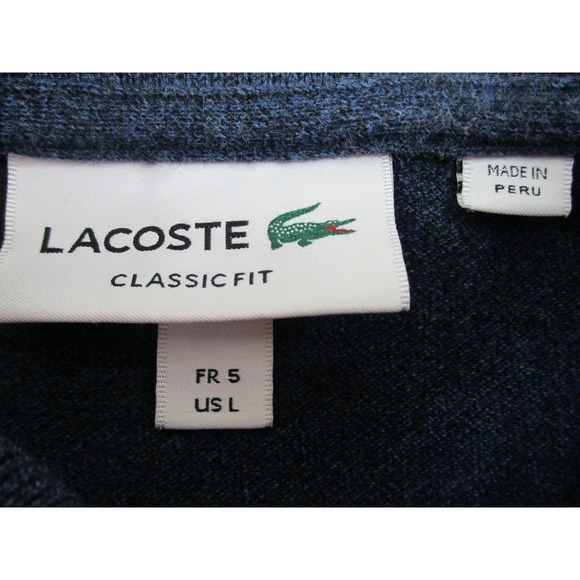 LACOSTE
CLASSIC FIT
FR 5
US L
MADE IN
PERU